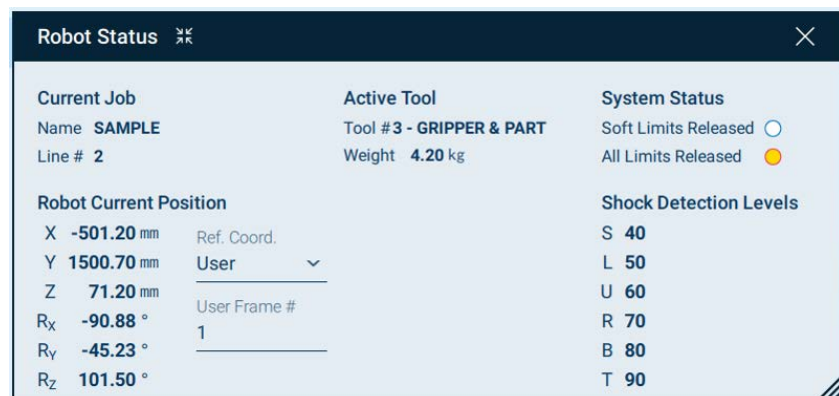 Robot Status
Current Job
Name SAMPLE
Line # 2
Active Tool
Tool #3 - GRIPPER & PART
Weight 4.20 kg
System Status
Soft Limits Released
All Limits Released
Robot Current Position
X -501.20 mm
Y 1500.70 mm
Z 71.20 mm
RX -90.88 °
RY -45.23 °
RZ 101.50 °
Ref. Coord.
User
User Frame #
1
Shock Detection Levels
S 40
L 50
U 60
R 70
B 80
T 90